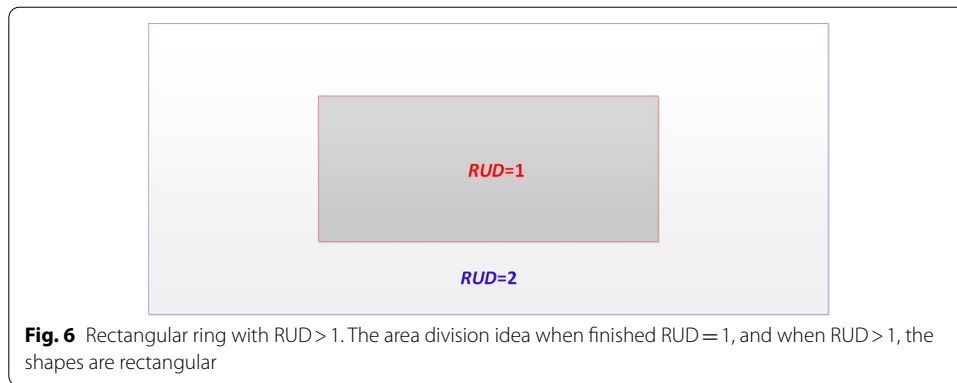 RUD=1
RUD=2
Fig. 6 Rectangular ring with RUD > 1. The area division idea when finished RUD = 1, and when RUD > 1, the
shapes are rectangular